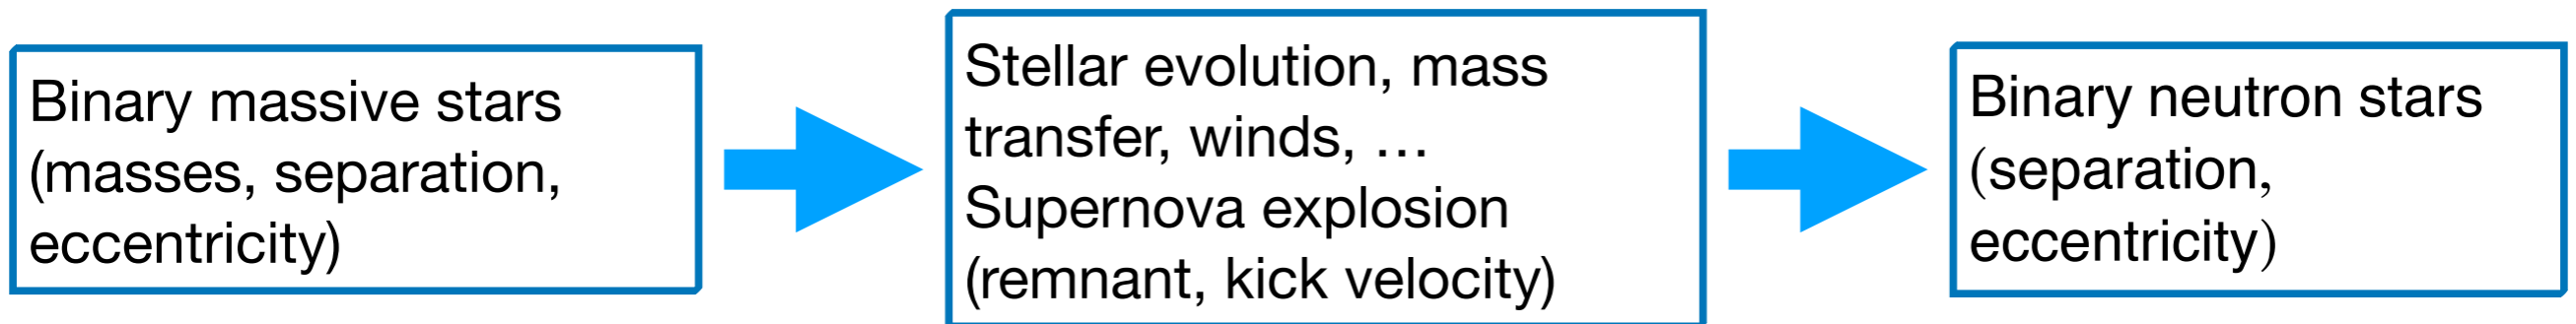 Binary massive stars
(masses, separation,
eccentricity)
Stellar evolution, mass
transfer, winds, …
Supernova explosion
(remnant, kick velocity)
Binary neutron stars
(separation,
eccentricity)